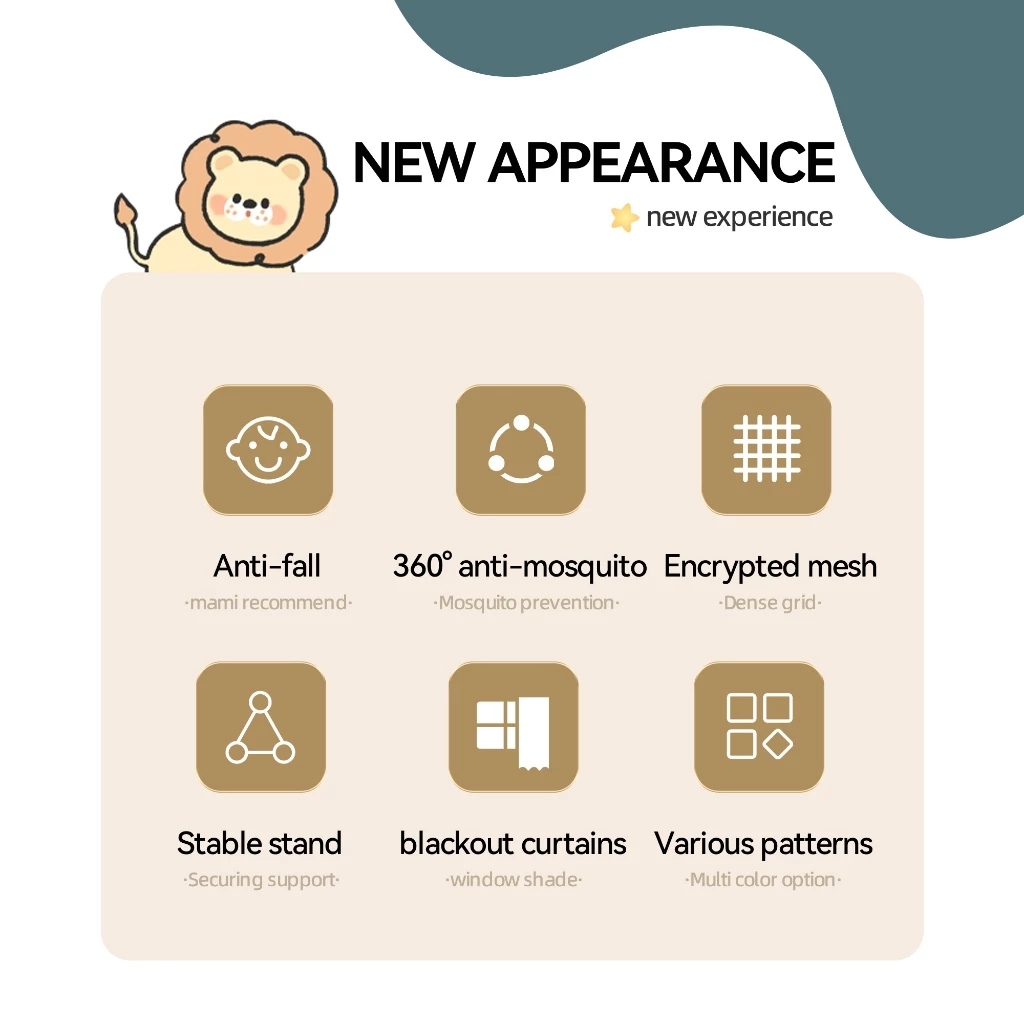 NEW APPEARANCE
new experience
Anti-fall
·mami recommend·
360° anti-mosquito
·Mosquito prevention·
Encrypted mesh
·Dense grid·
Stable stand
·Securing support·
blackout curtains
·window shade·
Various patterns
·Multi color option·